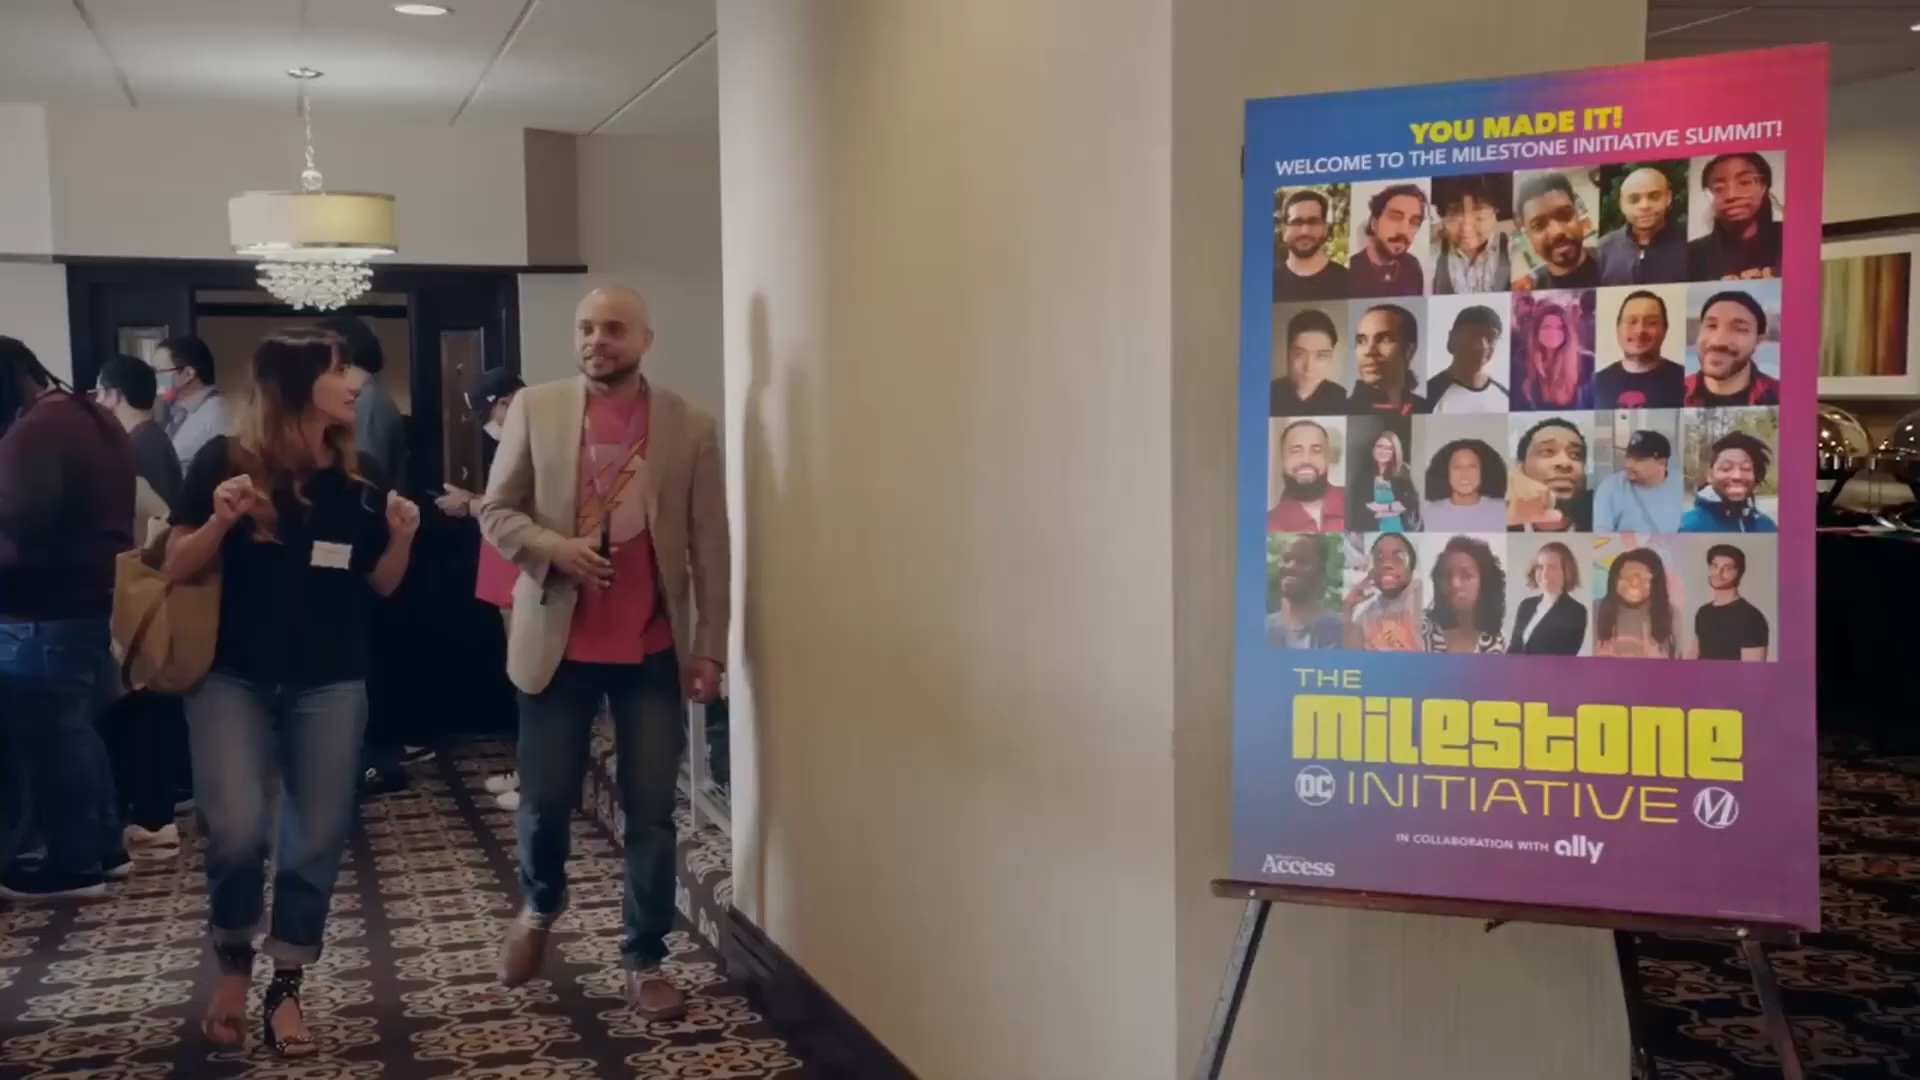 YOU MADE IT!
WELCOME TO THE MILESTONE INITIATIVE SUMMIT!
THE
milestone
DC INITIATIVE M
IN COLLABORATION WITH ally
Access